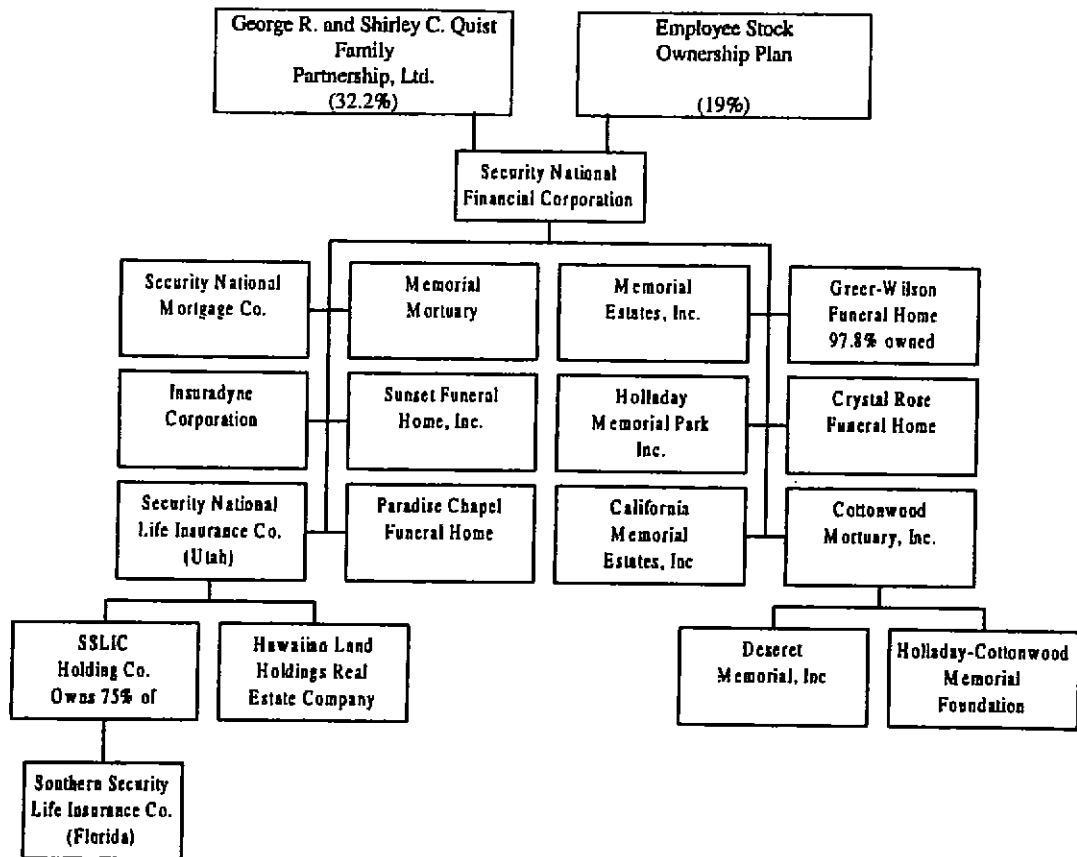 George R. and Shirley C. Quist
Family
Partnership, Ltd.
(32.2%)
Employee Stock
Ownership Plan
(19%)
Security National
Financial Corporation
Security National
Mortgage Co.
Memorial
Mortuary
Memorial
Estates, Inc.
Greer-Wilson
Funeral Home
97.8% owned
Insuradyne
Corporation
Sunset Funeral
Home, Inc.
Holladay
Memorial Park
Inc.
Crystal Rose
Funeral Home
Security National
Life Insurance Co.
(Utah)
Paradise Chapel
Funeral Home
California
Memorial
Estates, Inc
Cottonwood
Mortuary, Inc.
SSLIC
Holding Co.
Owns 75% of
Hawaiian Land
Holdings Real
Estate Company
Deseret
Memorial, Inc
Holladay-Cottonwood
Memorial
Foundation
Southern Security
Life Insurance Co.
(Florida)